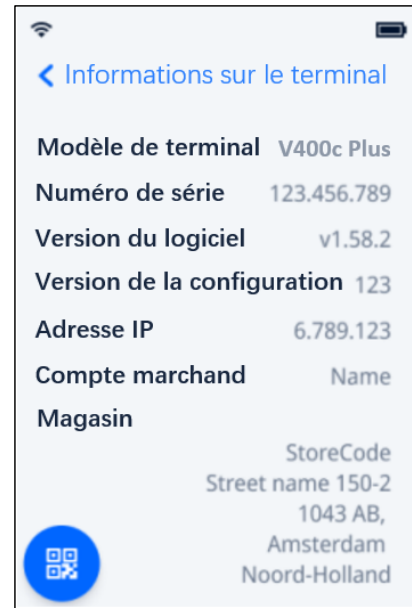 Informations sur le terminal
Modèle de terminal V400c Plus
Numéro de série 123.456.789
Version du logiciel v1.58.2
Version de la configuration 123
Adresse IP 6.789.123
Compte marchand Name
Magasin
StoreCode
Street name 150-2
1043 AB,
Amsterdam
Noord-Holland